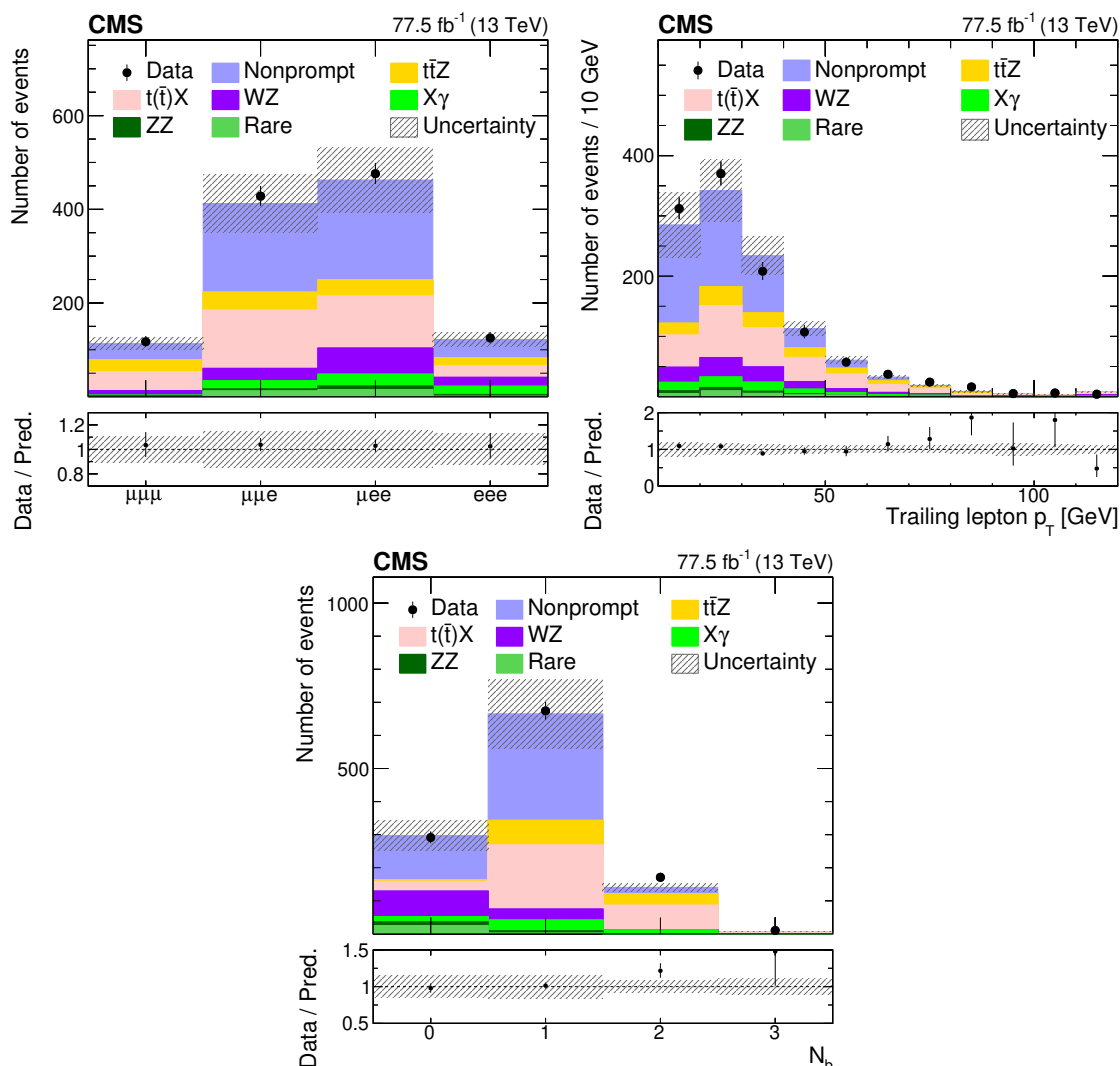 CMS 77.5 fb⁻¹ (13 TeV)
Number of events
Data Nonprompt tt̄Z
t(t̄)X WZ Xγ
ZZ Rare Uncertainty
600
400
200
Data / Pred.
1.2
1
0.8
μμμ μμe μee eee
CMS 77.5 fb⁻¹ (13 TeV)
Number of events / 10 GeV
Data Nonprompt tt̄Z
t(t̄)X WZ Xγ
ZZ Rare Uncertainty
400
200
Data / Pred.
2
1
0
50 100
Trailing lepton p_T [GeV]
CMS 77.5 fb⁻¹ (13 TeV)
Number of events
1000
Data Nonprompt tt̄Z
t(t̄)X WZ Xγ
ZZ Rare Uncertainty
500
Data / Pred.
1.5
1
0.5
0 1 2 3
N_b